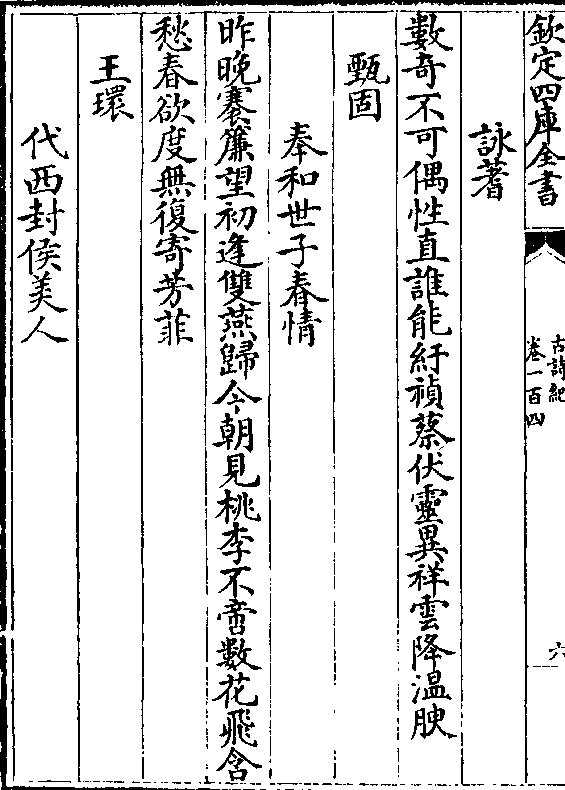 欽定四庫全書
古詩紀
卷一百四
六
詠蓍
數奇不可偶性直誰能紆禎蔡伏靈異祥雲降温腴
甄固
奉和世子春情
昨晚褰簾望初逢雙燕歸今朝見桃李不啻數花飛含
愁春欲度無復寄芳菲
王環
代西封侯美人